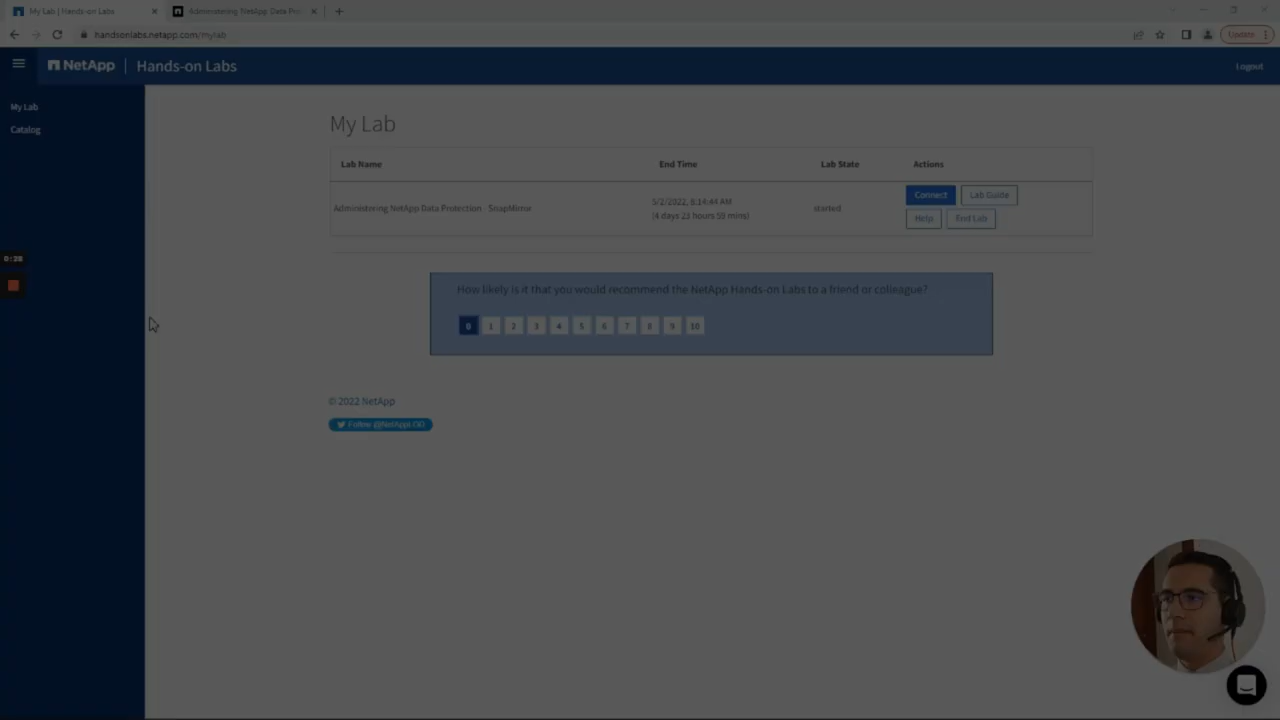 My Lab | Hands-on Labs
Administering NetApp Data Pro
handsonlabs.netapp.com/mylab
Update
NetApp | Hands-on Labs
Logout
My Lab
Catalog
My Lab
Lab Name End Time Lab State Actions
Administering NetApp Data Protection - SnapMirror
5/2/2022, 8:14:44 AM
(4 days 23 hours 59 mins)
started
Connect Lab Guide
Help End Lab
0:28
How likely is it that you would recommend the NetApp Hands-on Labs to a friend or colleague?
0 1 2 3 4 5 6 7 8 9 10
© 2022 NetApp
Follow